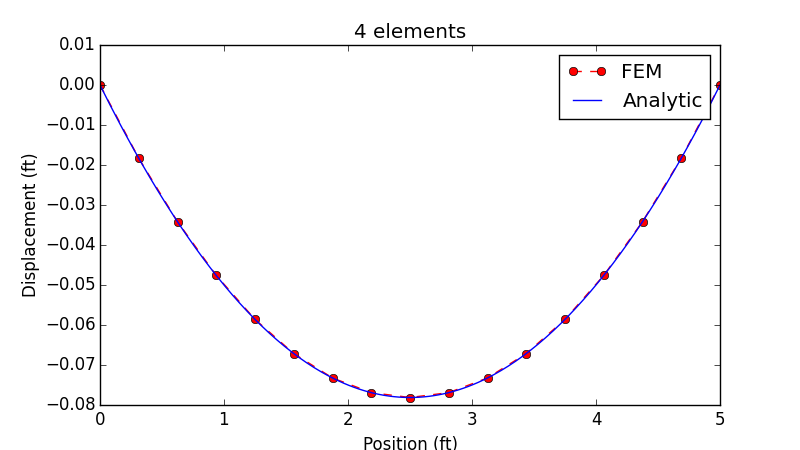 4 elements
0.01
0.00
−0.01
−0.02
−0.03
−0.04
−0.05
−0.06
−0.07
−0.08
Displacement (ft)
FEM
Analytic
0 1 2 3 4 5
Position (ft)